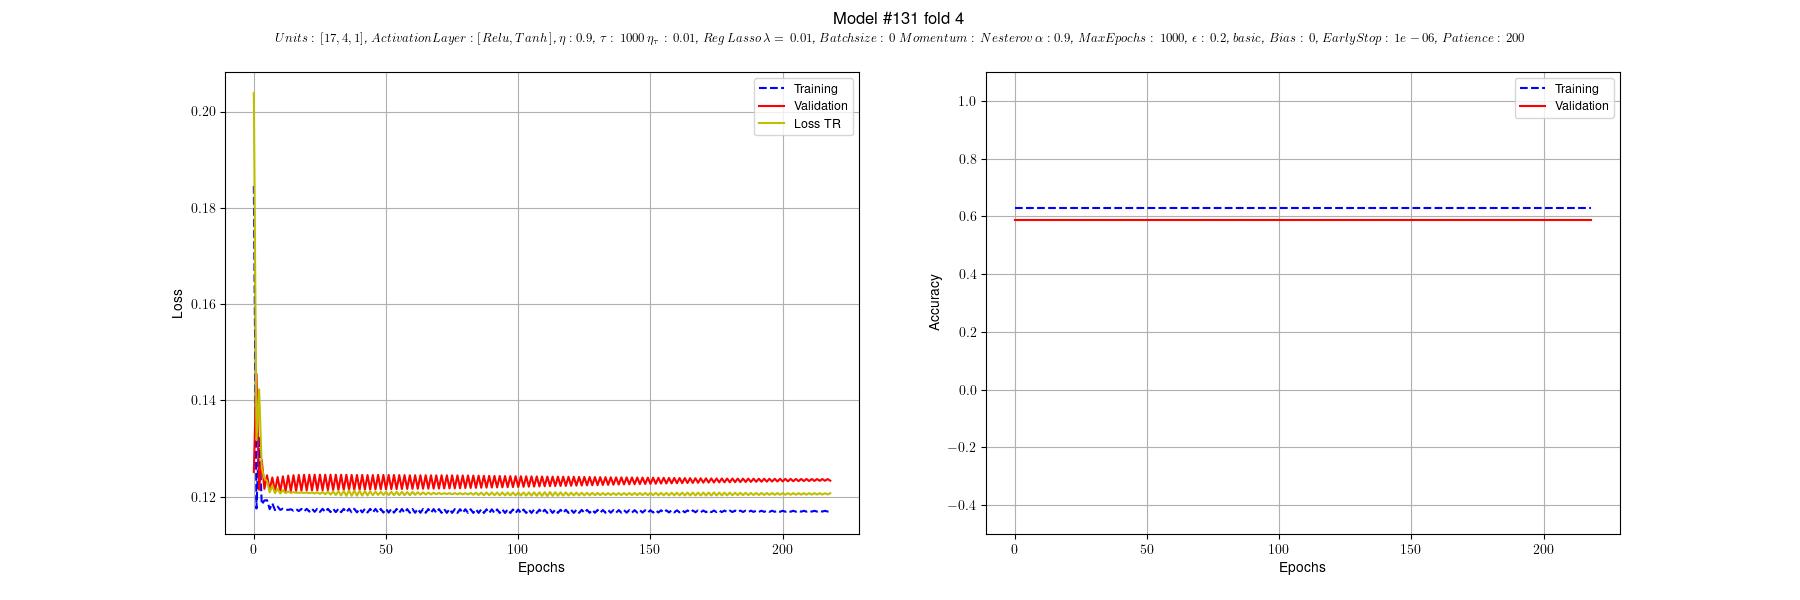 Model #131 fold 4
Units : [17, 4, 1], ActivationLayer : [Relu, Tanh], η : 0.9, τ : 1000 η_τ : 0.01, Reg Lasso λ = 0.01, Batchsize : 0 Momentum : Nesterov α : 0.9, MaxEpochs : 1000, ϵ : 0.2, basic, Bias : 0, EarlyStop : 1e − 06, Patience : 200
Loss
0.20
0.18
0.16
0.14
0.12
0 50 100 150 200
Epochs
Training
Validation
Loss TR
Accuracy
1.0
0.8
0.6
0.4
0.2
0.0
−0.2
−0.4
0 50 100 150 200
Epochs
Training
Validation